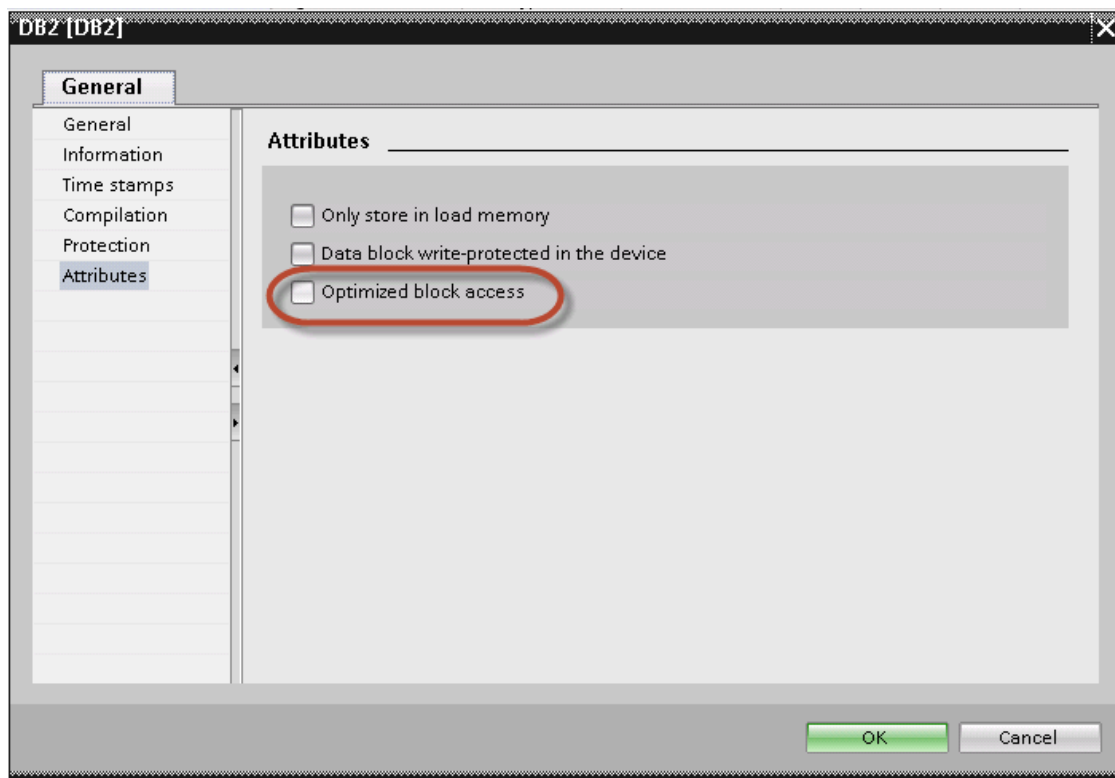 DB2 [DB2]
General
General
Information
Time stamps
Compilation
Protection
Attributes
Attributes
Only store in load memory
Data block write-protected in the device
Optimized block access
OK
Cancel